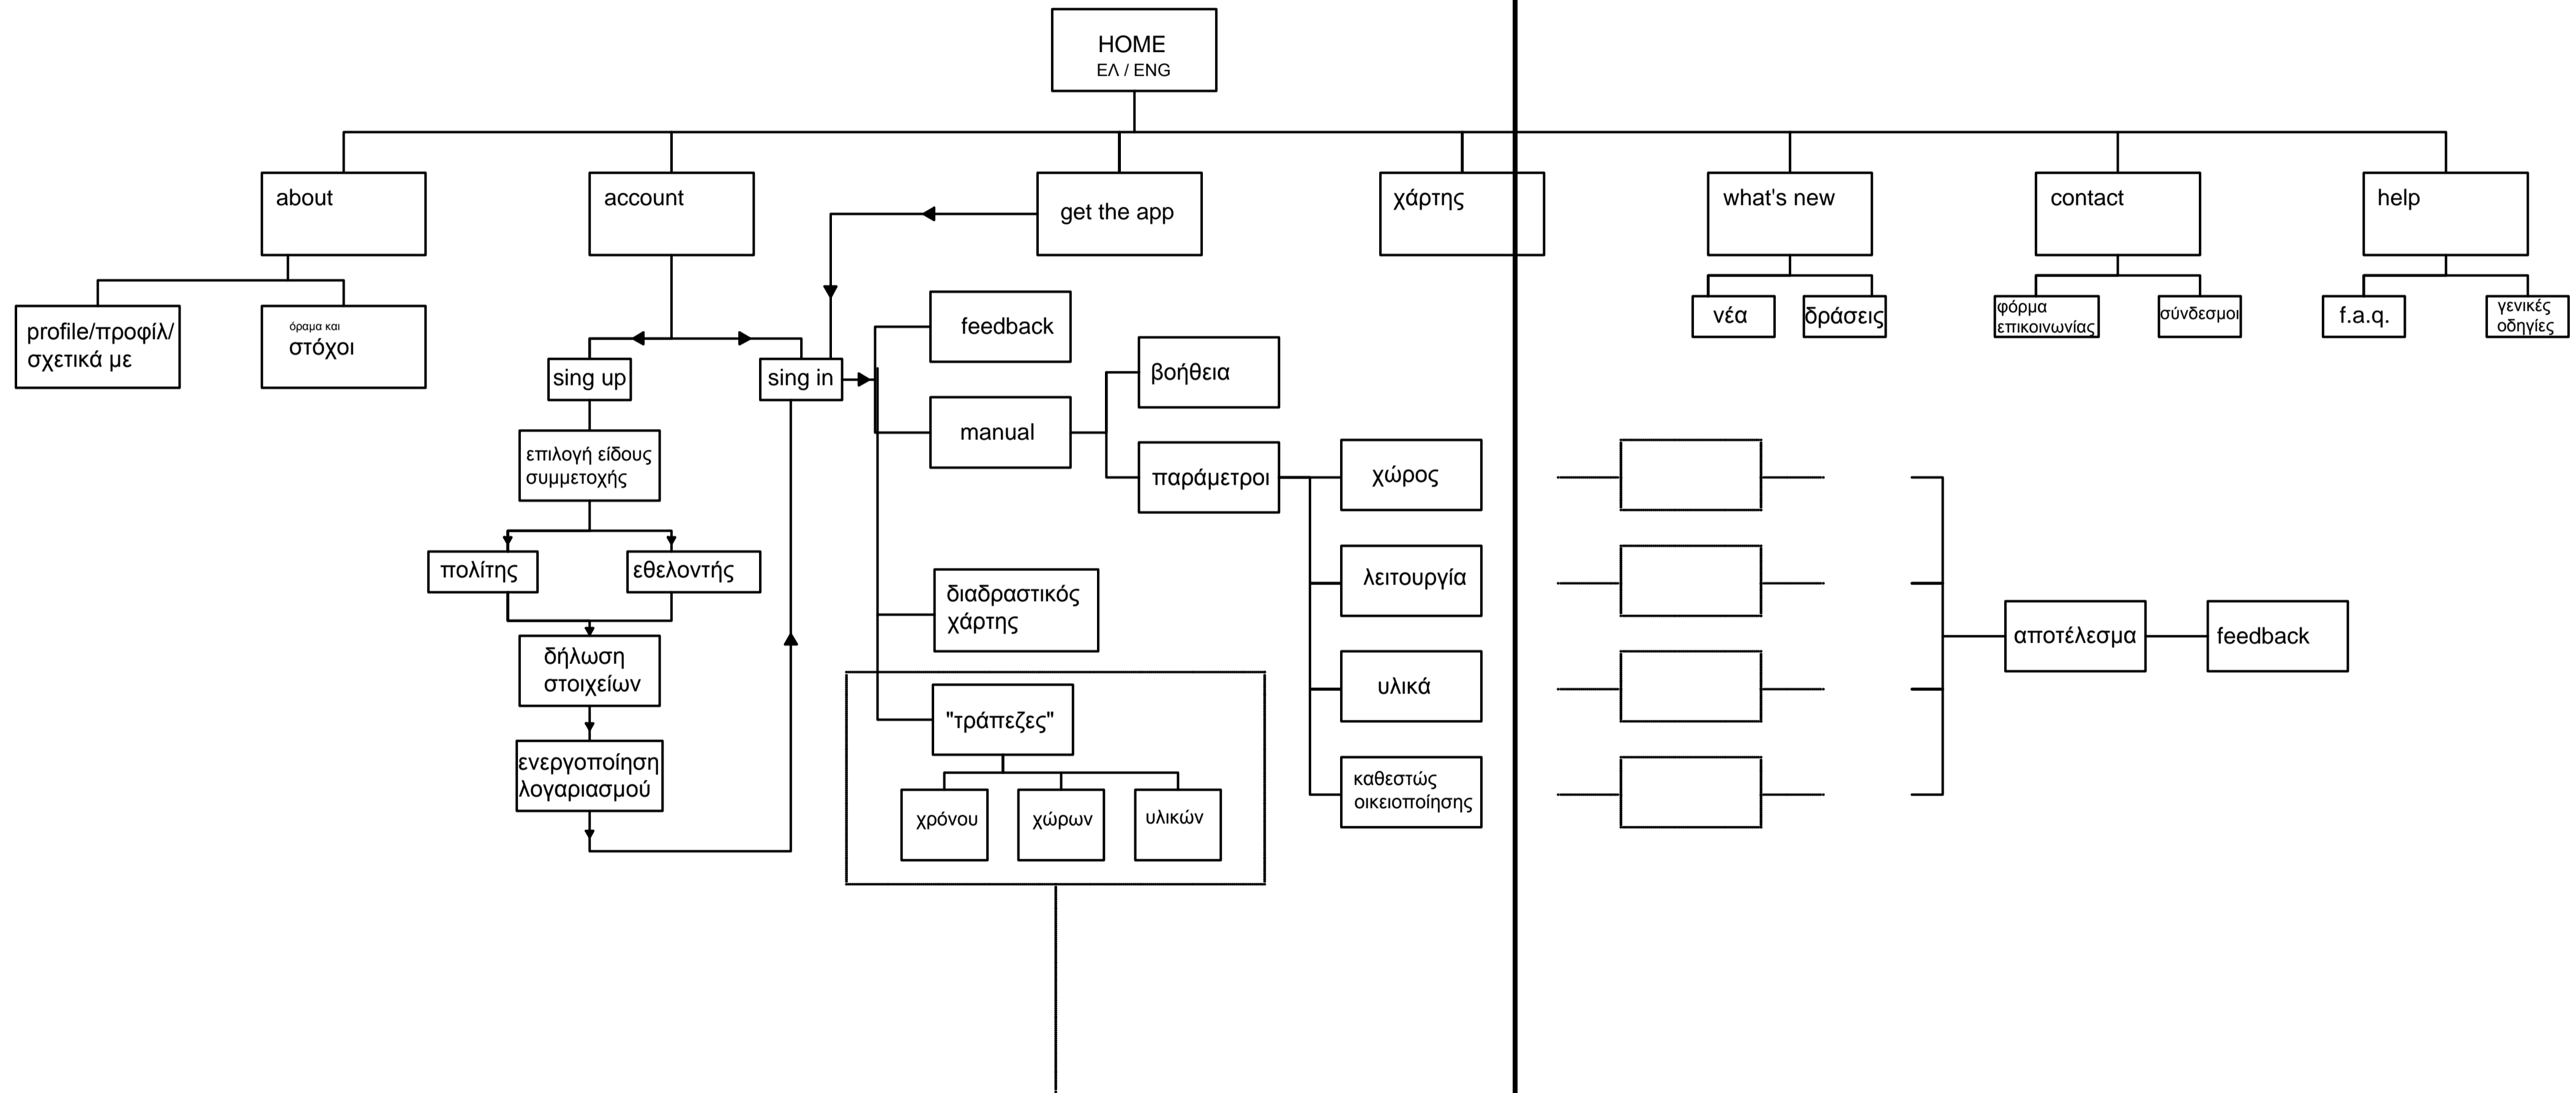 HOME
ΕΛ / ENG
about
account
get the app
χάρτης
what's new
contact
help
profile/προφίλ/
σχετικά με
όραμα και
στόχοι
sing up
sing in
feedback
manual
βοήθεια
παράμετροι
νέα
δράσεις
φόρμα
επικοινωνίας
σύνδεσμοι
f.a.q.
γενικές
οδηγίες
επιλογή είδους
συμμετοχής
πολίτης
εθελοντής
δήλωση
στοιχείων
ενεργοποίηση
λογαριασμού
διαδραστικός
χάρτης
"τράπεζες"
χρόνου
χώρων
υλικών
χώρος
λειτουργία
υλικά
καθεστώς
οικειοποίησης
αποτέλεσμα
feedback